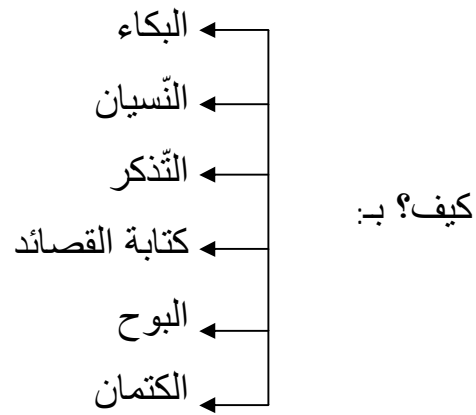 كيف؟ بـ:
البكاء
النّسيان
التّذكر
كتابة القصائد
البوح
الكتمان